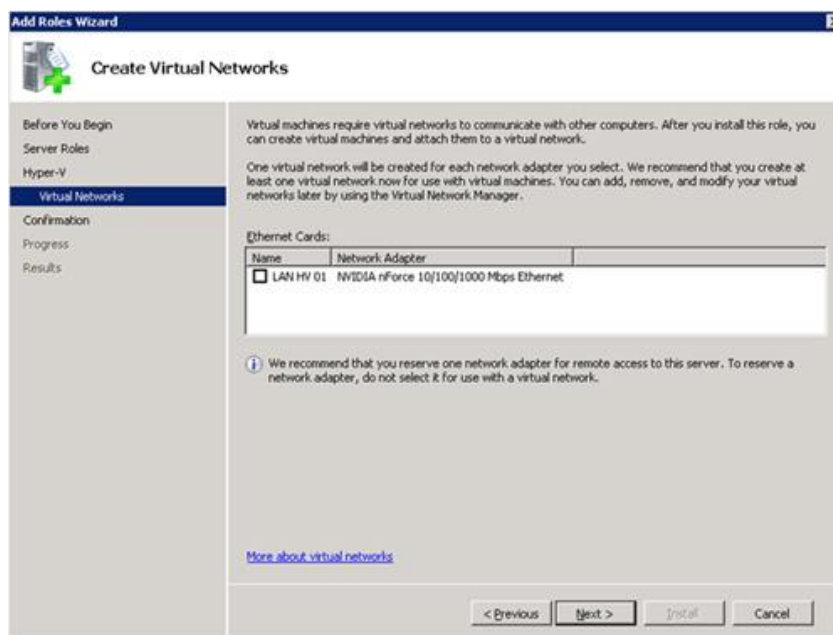 Add Roles Wizard
Create Virtual Networks
Before You Begin
Server Roles
Hyper-V
Virtual Networks
Confirmation
Progress
Results
Virtual machines require virtual networks to communicate with other computers. After you install this role, you
can create virtual machines and attach them to a virtual network.
One virtual network will be created for each network adapter you select. We recommend that you create at
least one virtual network now for use with virtual machines. You can add, remove, and modify your virtual
networks later by using the Virtual Network Manager.
Ethernet Cards:
Name Network Adapter
LAN HV 01 NVIDIA nForce 10/100/1000 Mbps Ethernet
We recommend that you reserve one network adapter for remote access to this server. To reserve a
network adapter, do not select it for use with a virtual network.
More about virtual networks
< Previous Next > Install Cancel